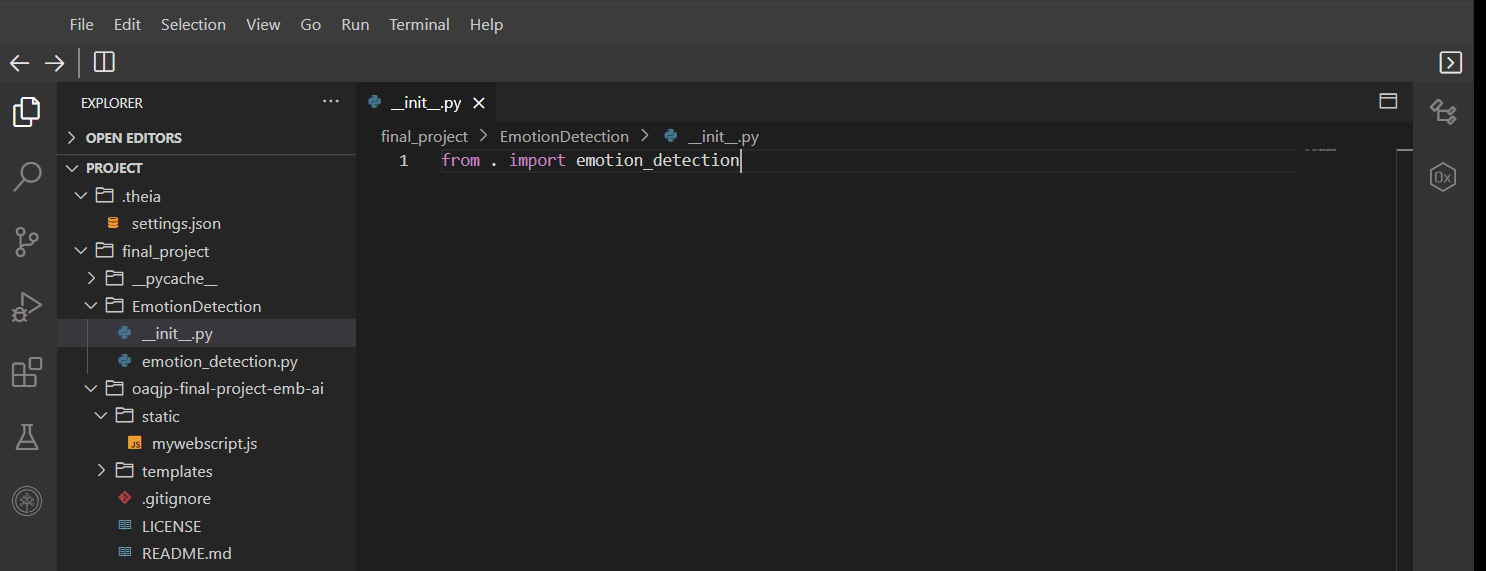 File Edit Selection View Go Run Terminal Help
EXPLORER
OPEN EDITORS
PROJECT
.theia
settings.json
final_project
__pycache__
EmotionDetection
__init__.py
emotion_detection.py
oaqjp-final-project-emb-ai
static
JS mywebscript.js
templates
.gitignore
LICENSE
README.md
__init__.py
final_project EmotionDetection __init__.py
1 from . import emotion_detection
0x